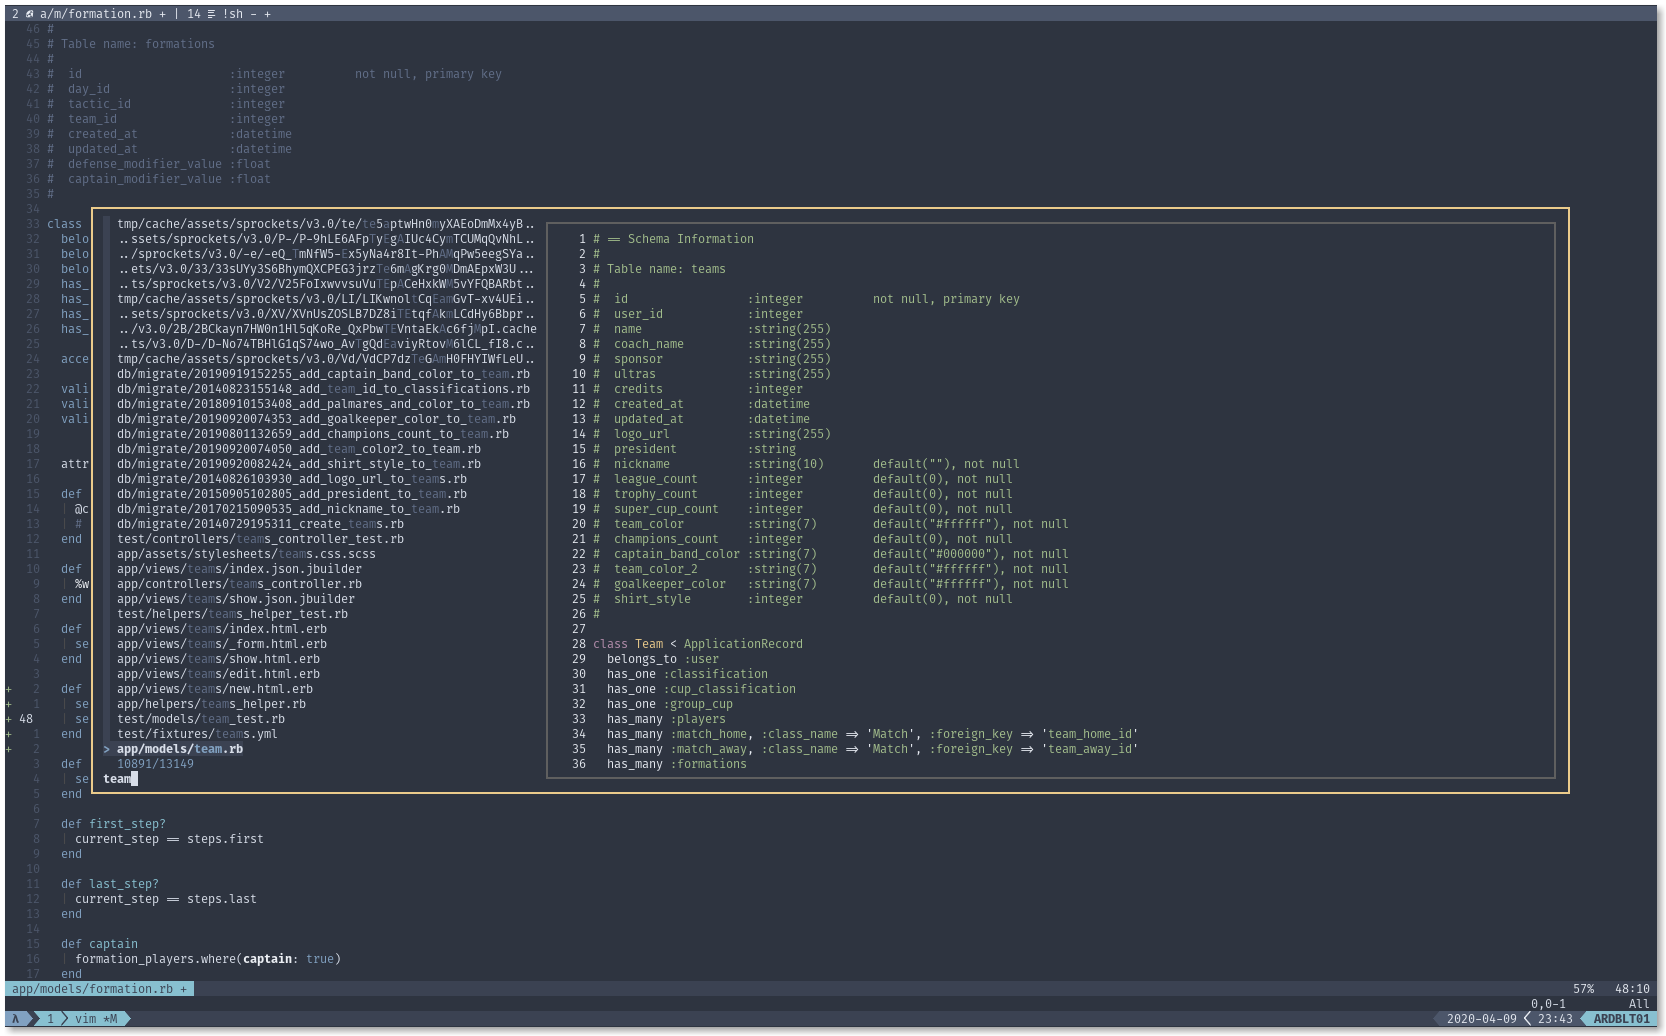 2 a/m/formation.rb + | 14 !sh - +
46 #
45 # Table name: formations
44 #
43 #  id                     :integer          not null, primary key
42 #  day_id                 :integer
41 #  tactic_id              :integer
40 #  team_id                :integer
39 #  created_at             :datetime
38 #  updated_at             :datetime
37 #  defense_modifier_value :float
36 #  captain_modifier_value :float
35 #
34
33 class
32   belo
31   belo
30   belo
29   has_
28   has_
27   has_
26   has_
25
24   acce
23
22   vali
21   vali
20   vali
19
18
17   attr
16
15   def
14   | @c
13   | #
12   end
11
10   def
9   | %w
8   end
7
6   def
5   | se
4   end
3
+ 2   def
+ 1   | se
+ 48   | se
+ 1   end
+ 2
3   def
4   | se
5   end
6
7   def first_step?
8   | current_step == steps.first
9   end
10
11   def last_step?
12   | current_step == steps.last
13   end
14
15   def captain
16   | formation_players.where(captain: true)
17   end
tmp/cache/assets/sprockets/v3.0/te/te5aptwHn0myXAEoDmMx4yB..
..ssets/sprockets/v3.0/P-/P-9hLE6AFpTyEgAIUc4CymTCUMqQvNhL..
../sprockets/v3.0/-e/-eQ_TmNfW5-Ex5yNa4r8It-PhAMqPw5eegSYa..
..ets/v3.0/33/33sUYy3S6BhymQXCPEG3jrzTe6mAgKrg0MDmAEpxW3U...
..ts/sprockets/v3.0/V2/V25FoIxwvvsuVuTEpACeHxkWM5vYFQBARbt..
tmp/cache/assets/sprockets/v3.0/LI/LIKwnoltCqEamGvT-xv4UEi..
..sets/sprockets/v3.0/XV/XVnUsZOSLB7DZ8iTEtqfAkmLCdHy6Bbpr..
../v3.0/2B/2BCkayn7HW0n1Hl5qKoRe_QxPbwTEVntaEkAc6fjMpI.cache
..ts/v3.0/D-/D-No74TBHlG1qS74wo_AvTgQdEaviyRtovM6lCL_fI8.c..
tmp/cache/assets/sprockets/v3.0/Vd/VdCP7dzTeGAmH0FHYIWfLeU..
db/migrate/20190919152255_add_captain_band_color_to_team.rb
db/migrate/20140823155148_add_team_id_to_classifications.rb
db/migrate/20180910153408_add_palmares_and_color_to_team.rb
db/migrate/20190920074353_add_goalkeeper_color_to_team.rb
db/migrate/20190801132659_add_champions_count_to_team.rb
db/migrate/20190920074050_add_team_color2_to_team.rb
db/migrate/20190920082424_add_shirt_style_to_team.rb
db/migrate/20140826103930_add_logo_url_to_teams.rb
db/migrate/20150905102805_add_president_to_team.rb
db/migrate/20170215090535_add_nickname_to_team.rb
db/migrate/20140729195311_create_teams.rb
test/controllers/teams_controller_test.rb
app/assets/stylesheets/teams.css.scss
app/views/teams/index.json.jbuilder
app/controllers/teams_controller.rb
app/views/teams/show.json.jbuilder
test/helpers/teams_helper_test.rb
app/views/teams/index.html.erb
app/views/teams/_form.html.erb
app/views/teams/show.html.erb
app/views/teams/edit.html.erb
app/views/teams/new.html.erb
app/helpers/teams_helper.rb
test/models/team_test.rb
test/fixtures/teams.yml
> app/models/team.rb
10891/13149
team
1 # == Schema Information
2 #
3 # Table name: teams
4 #
5 #  id                 :integer          not null, primary key
6 #  user_id            :integer
7 #  name               :string(255)
8 #  coach_name         :string(255)
9 #  sponsor            :string(255)
10 #  ultras             :string(255)
11 #  credits            :integer
12 #  created_at         :datetime
13 #  updated_at         :datetime
14 #  logo_url           :string(255)
15 #  president          :string
16 #  nickname           :string(10)       default(""), not null
17 #  league_count       :integer          default(0), not null
18 #  trophy_count       :integer          default(0), not null
19 #  super_cup_count    :integer          default(0), not null
20 #  team_color         :string(7)        default("#ffffff"), not null
21 #  champions_count    :integer          default(0), not null
22 #  captain_band_color :string(7)        default("#000000"), not null
23 #  team_color_2       :string(7)        default("#ffffff"), not null
24 #  goalkeeper_color   :string(7)        default("#ffffff"), not null
25 #  shirt_style        :integer          default(0), not null
26 #
27
28 class Team < ApplicationRecord
29   belongs_to :user
30   has_one :classification
31   has_one :cup_classification
32   has_one :group_cup
33   has_many :players
34   has_many :match_home, :class_name => 'Match', :foreign_key => 'team_home_id'
35   has_many :match_away, :class_name => 'Match', :foreign_key => 'team_away_id'
36   has_many :formations
app/models/formation.rb +                57%   48:10
0,0-1         All
λ 1 vim *M                2020-04-09 23:43 ARDBLT01